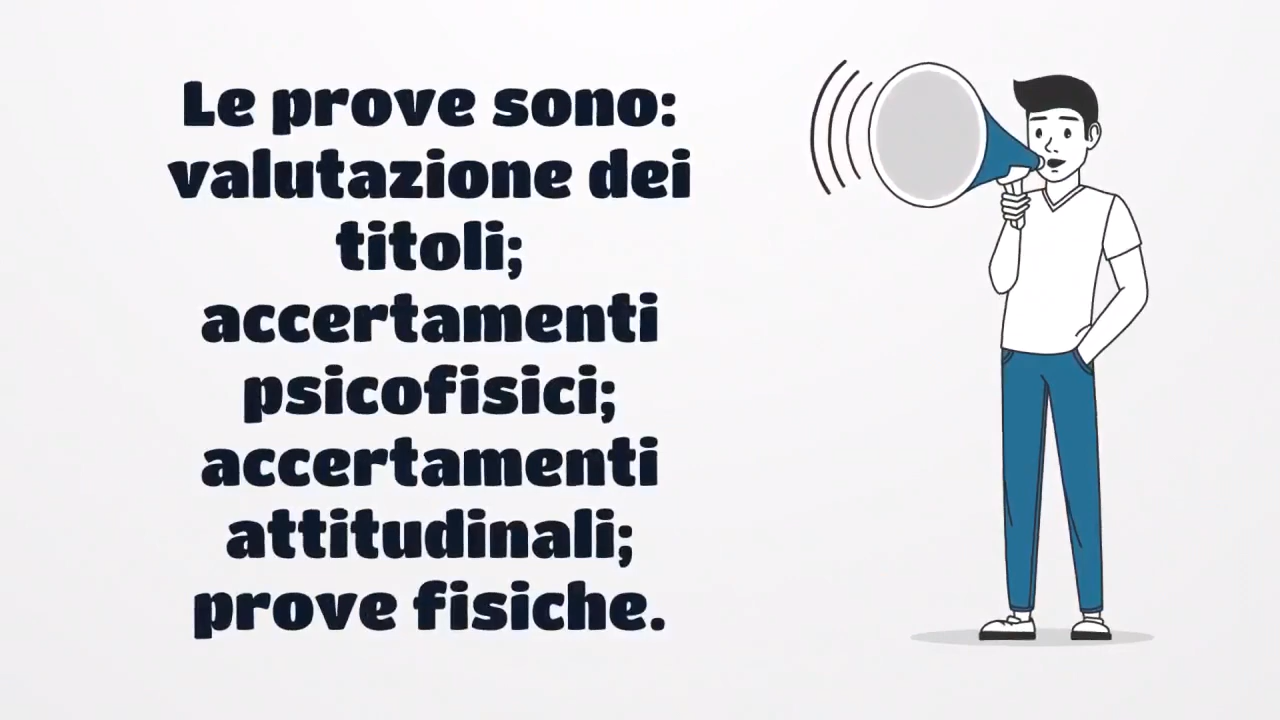 Le prove sono:
valutazione dei
titoli;
accertamenti
psicofisici;
accertamenti
attitudinali;
prove fisiche.